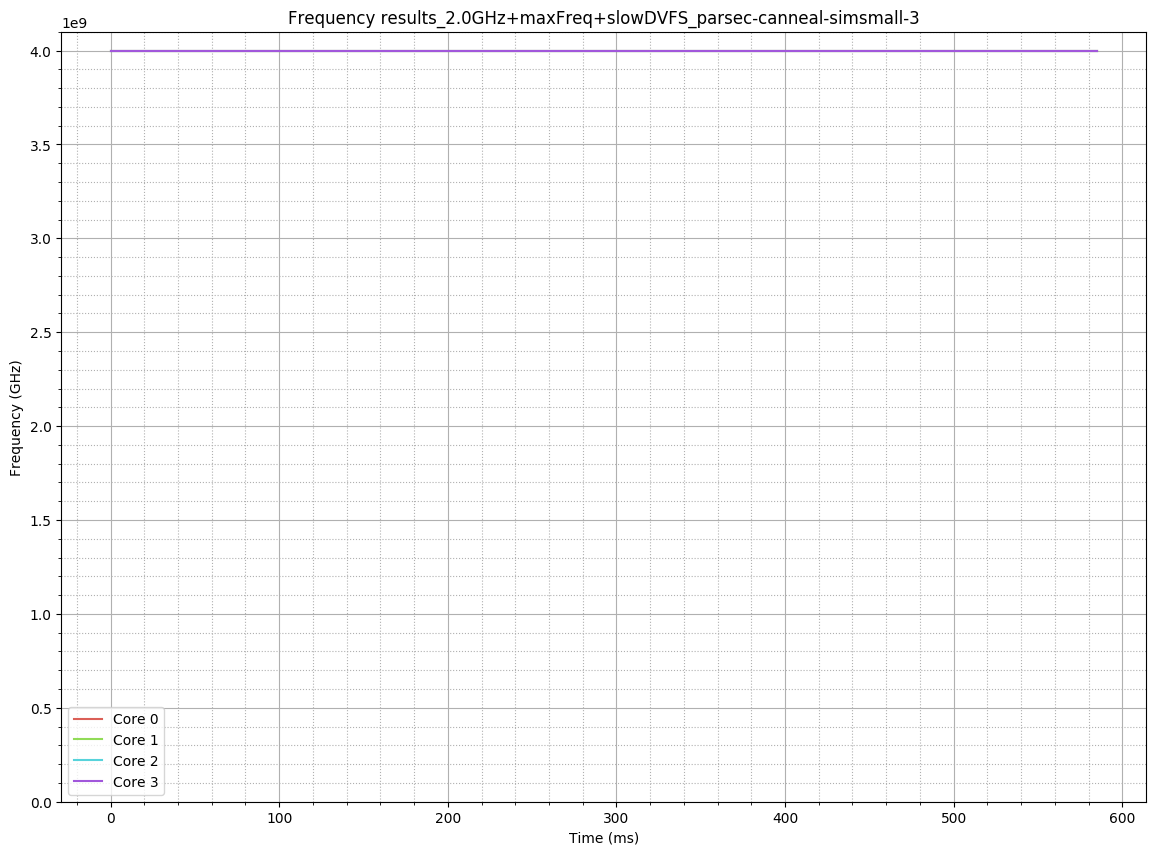 Frequency results_2.0GHz+maxFreq+slowDVFS_parsec-canneal-simsmall-3
1e9
4.0
3.5
3.0
2.5
2.0
1.5
1.0
0.5
0.0
Frequency (GHz)
Core 0
Core 1
Core 2
Core 3
0 100 200 300 400 500 600
Time (ms)